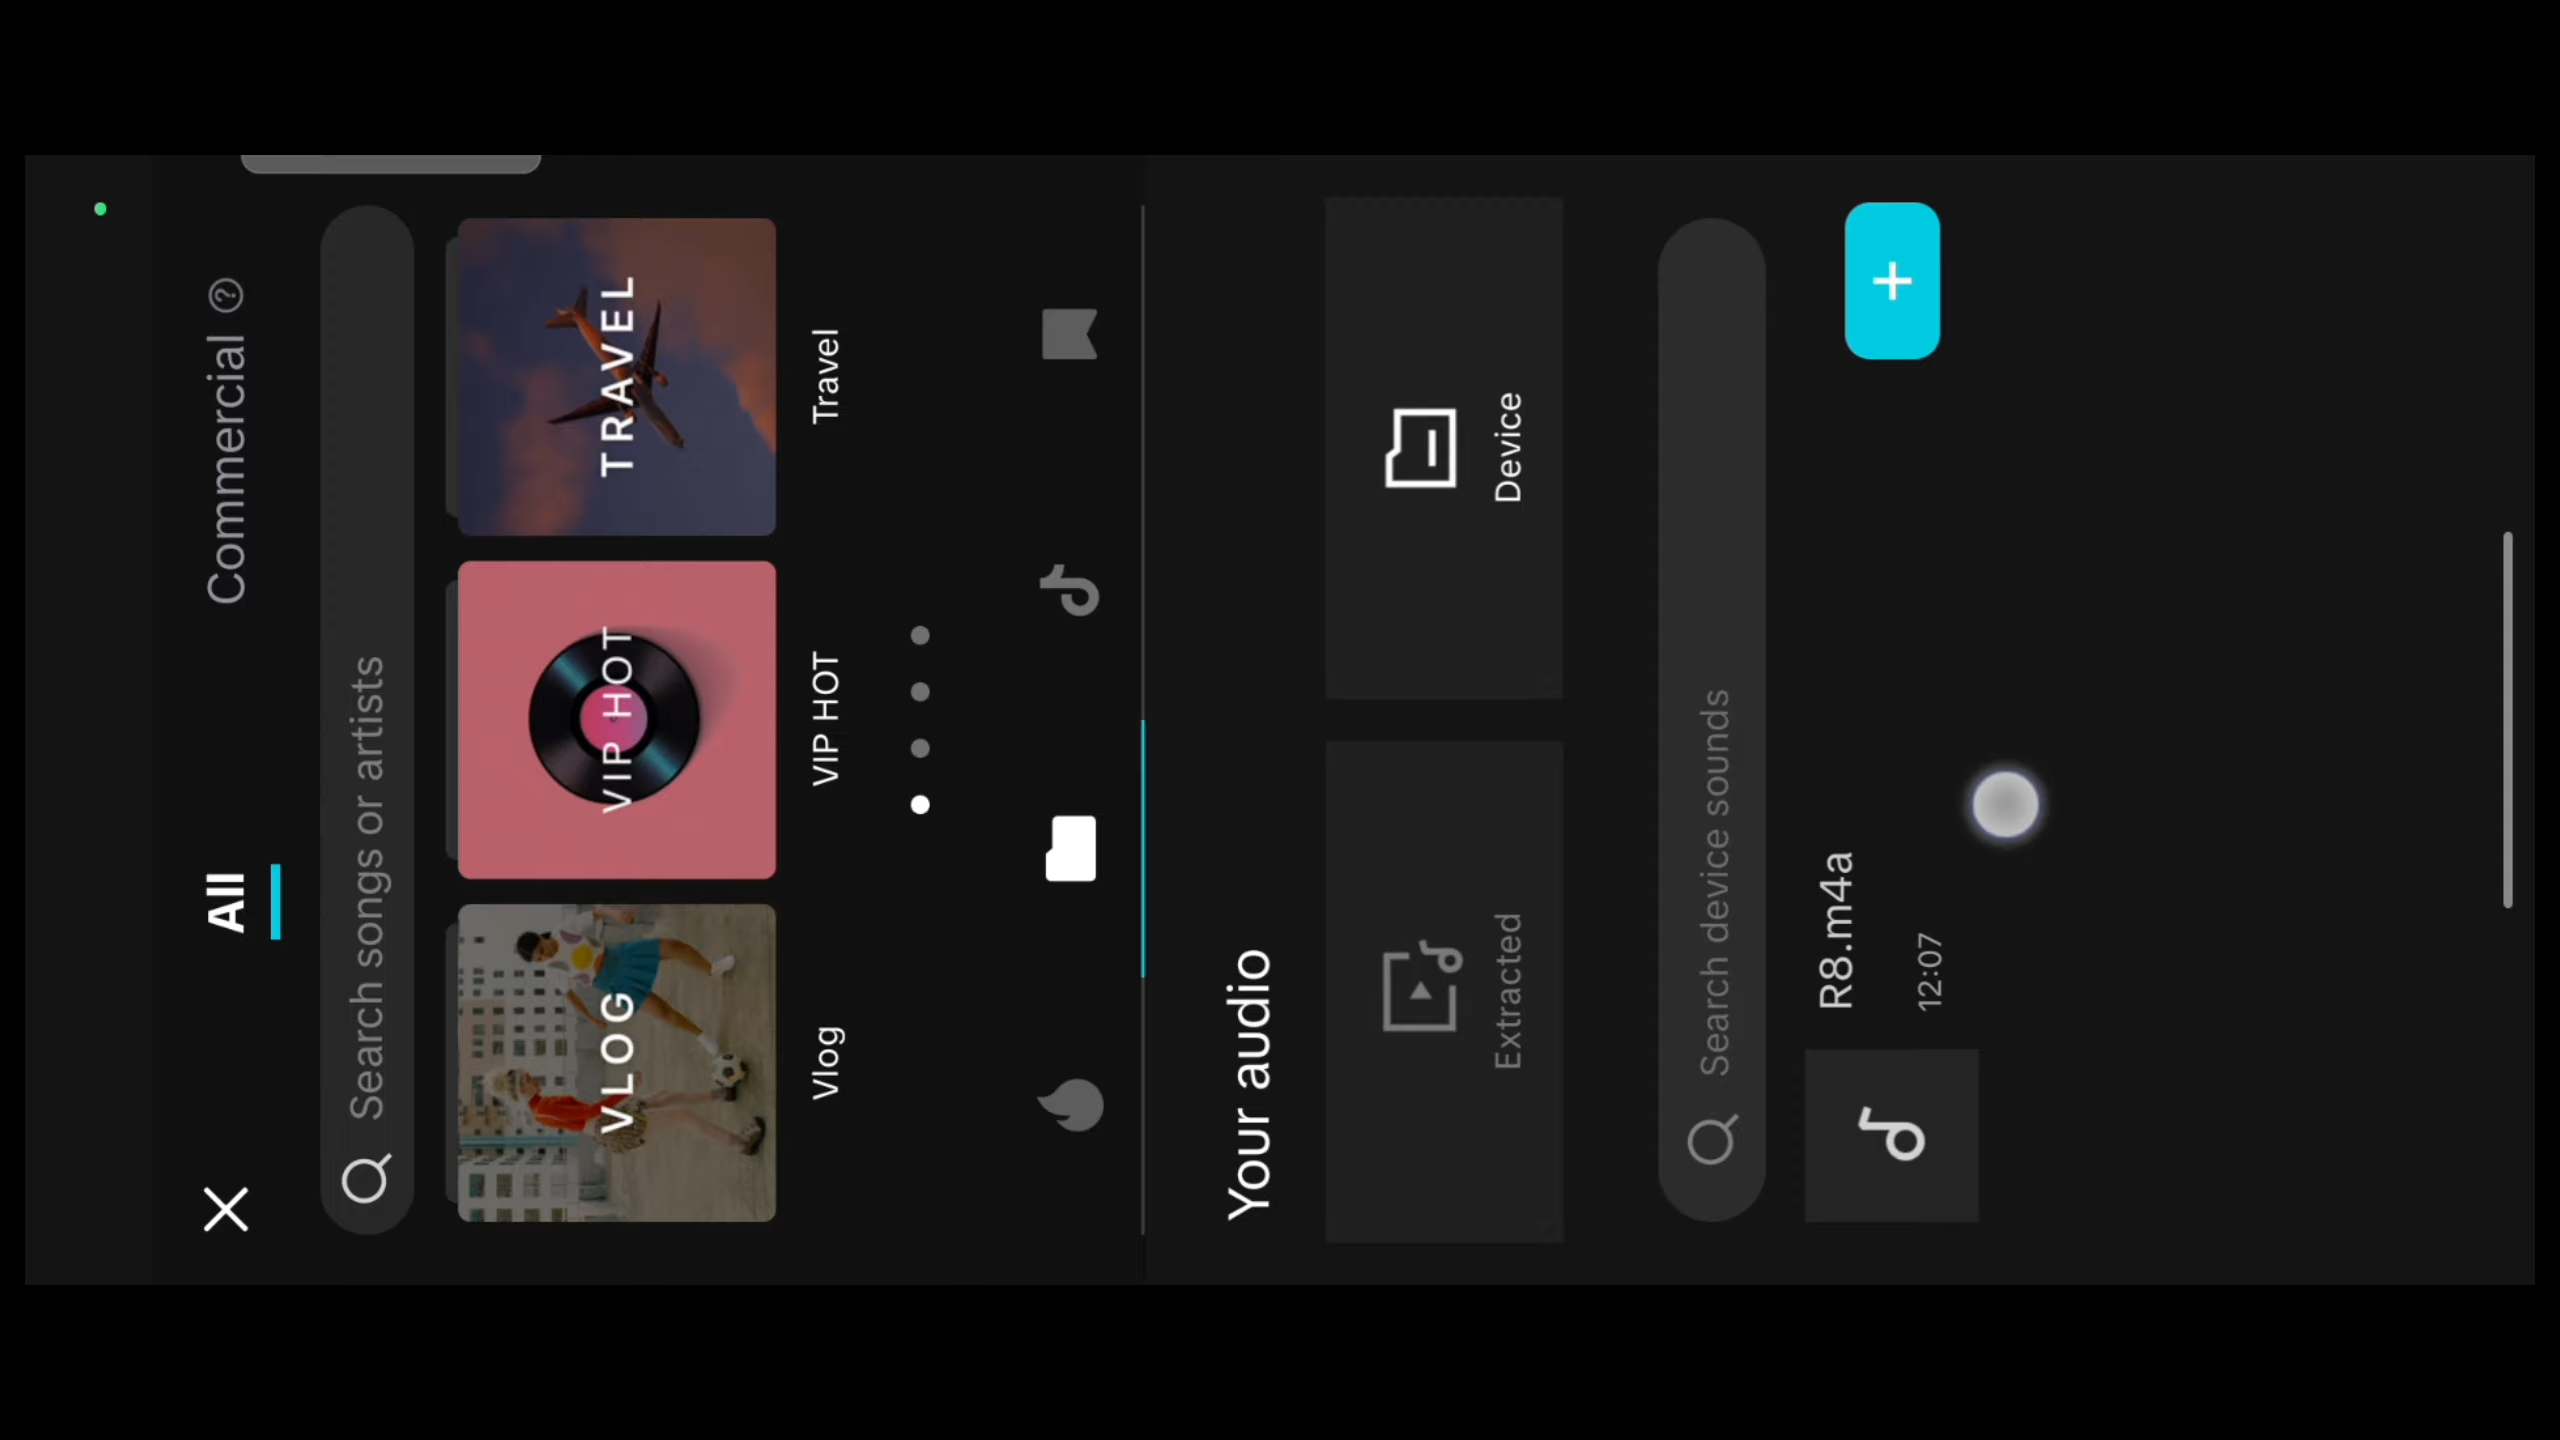 All
Commercial
Search songs or artists
VLOG
VIP HOT
TRAVEL
Vlog
VIP HOT
Travel
Your audio
Extracted
Device
Search device sounds
R8.m4a
12:07